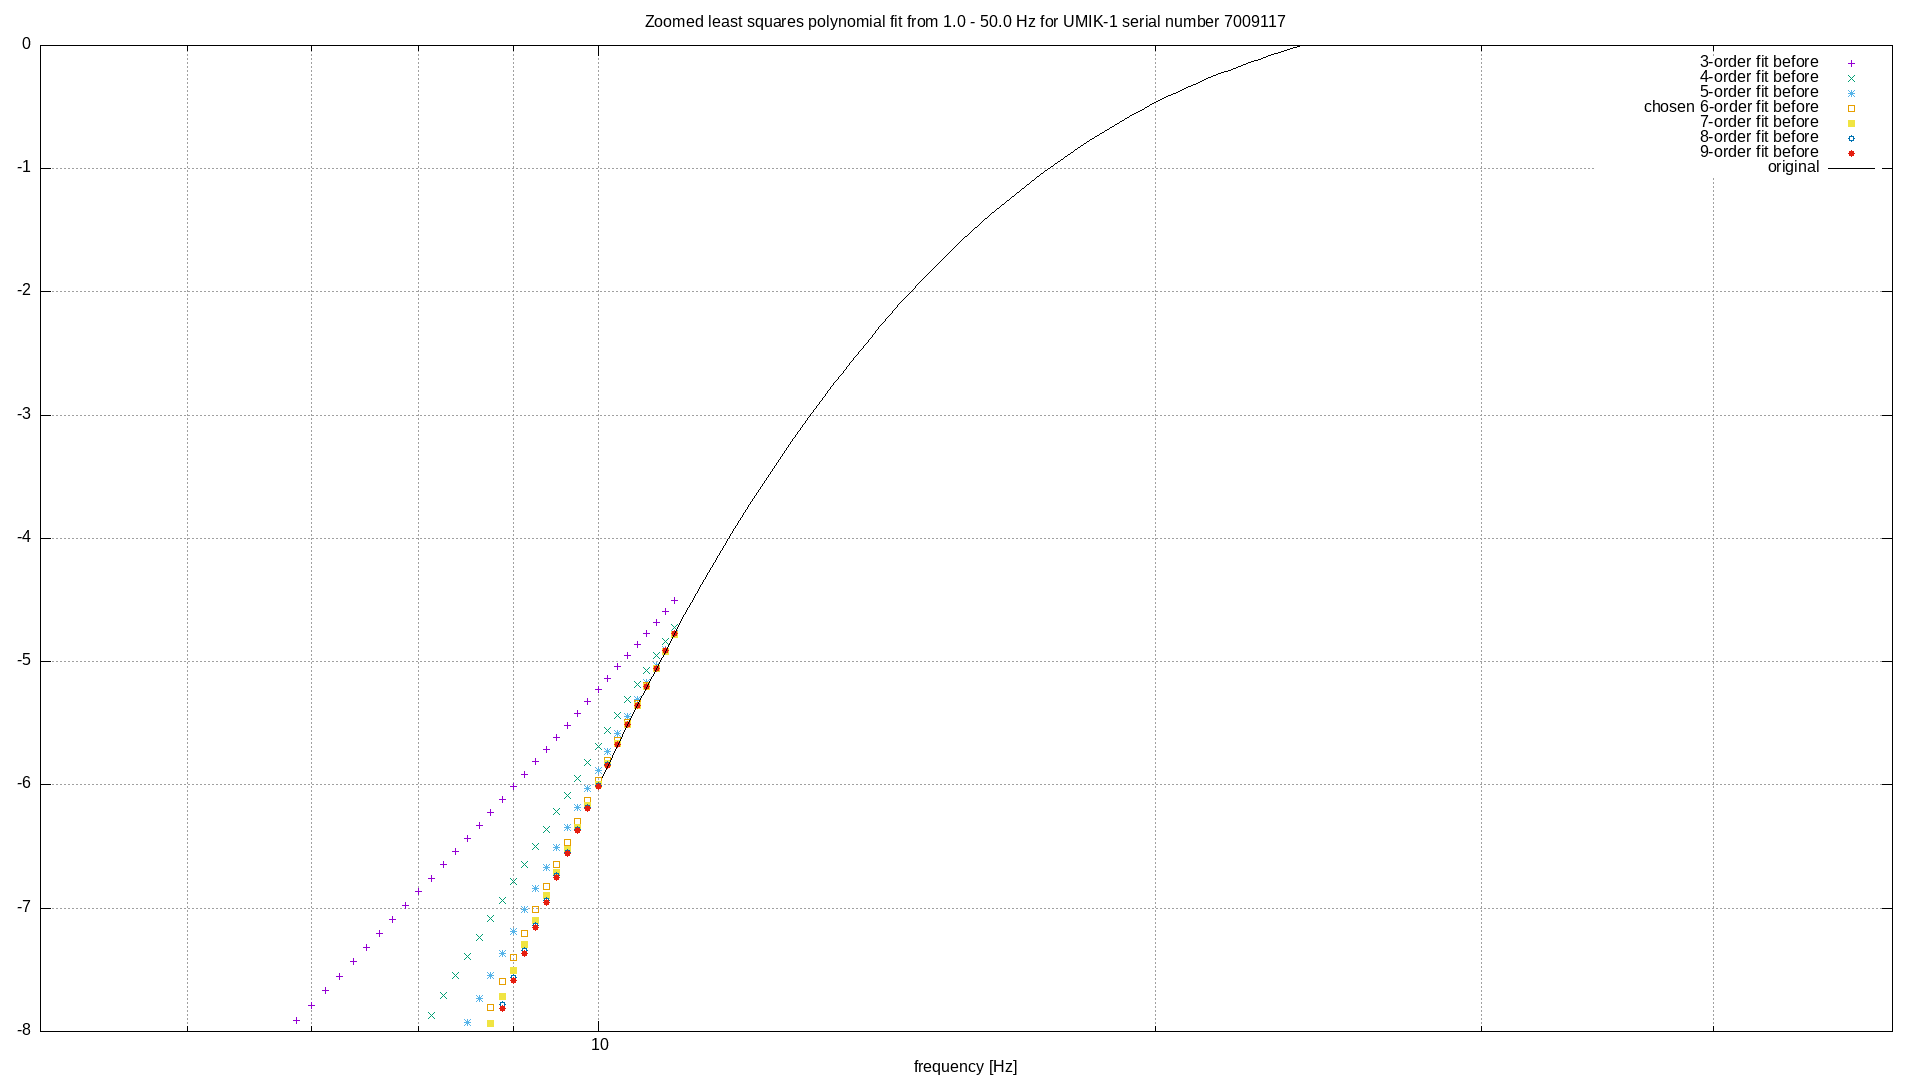 Zoomed least squares polynomial fit from 1.0 - 50.0 Hz for UMIK-1 serial number 7009117
0
3-order fit before
4-order fit before
5-order fit before
chosen 6-order fit before
7-order fit before
8-order fit before
9-order fit before
original
-1
-2
-3
-4
-5
-6
-7
-8
10
frequency [Hz]